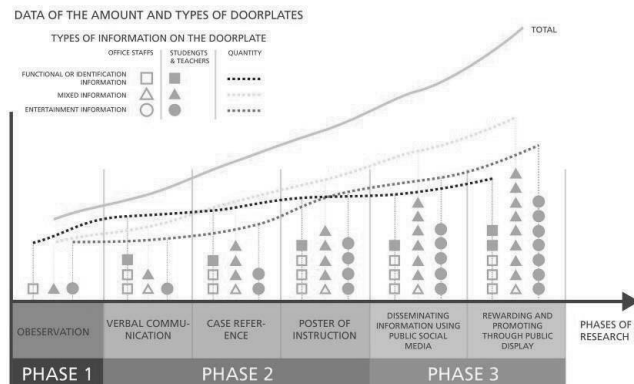 DATA OF THE AMOUNT AND TYPES OF DOORPLATES
TYPES OF INFORMATION ON THE DOORPLATE
OFFICE STAFFS
STUDENGTS
& TEACHERS
QUANTITY
FUNCTIONAL OR IDENTIFICATION
INFORMATION
MIXED INFORMATION
ENTERTAINMENT INFORMATION
TOTAL
OBESERVATION
VERBAL COMMU-
NICATION
CASE REFER-
ENCE
POSTER OF
INSTRUCTION
DISSEMINATING
INFORMATION USING
PUBLIC SOCIAL
MEDIA
REWARDING AND
PROMOTING
THROUGH PUBLIC
DISPLAY
PHASES OF
RESEARCH
PHASE 1
PHASE 2
PHASE 3